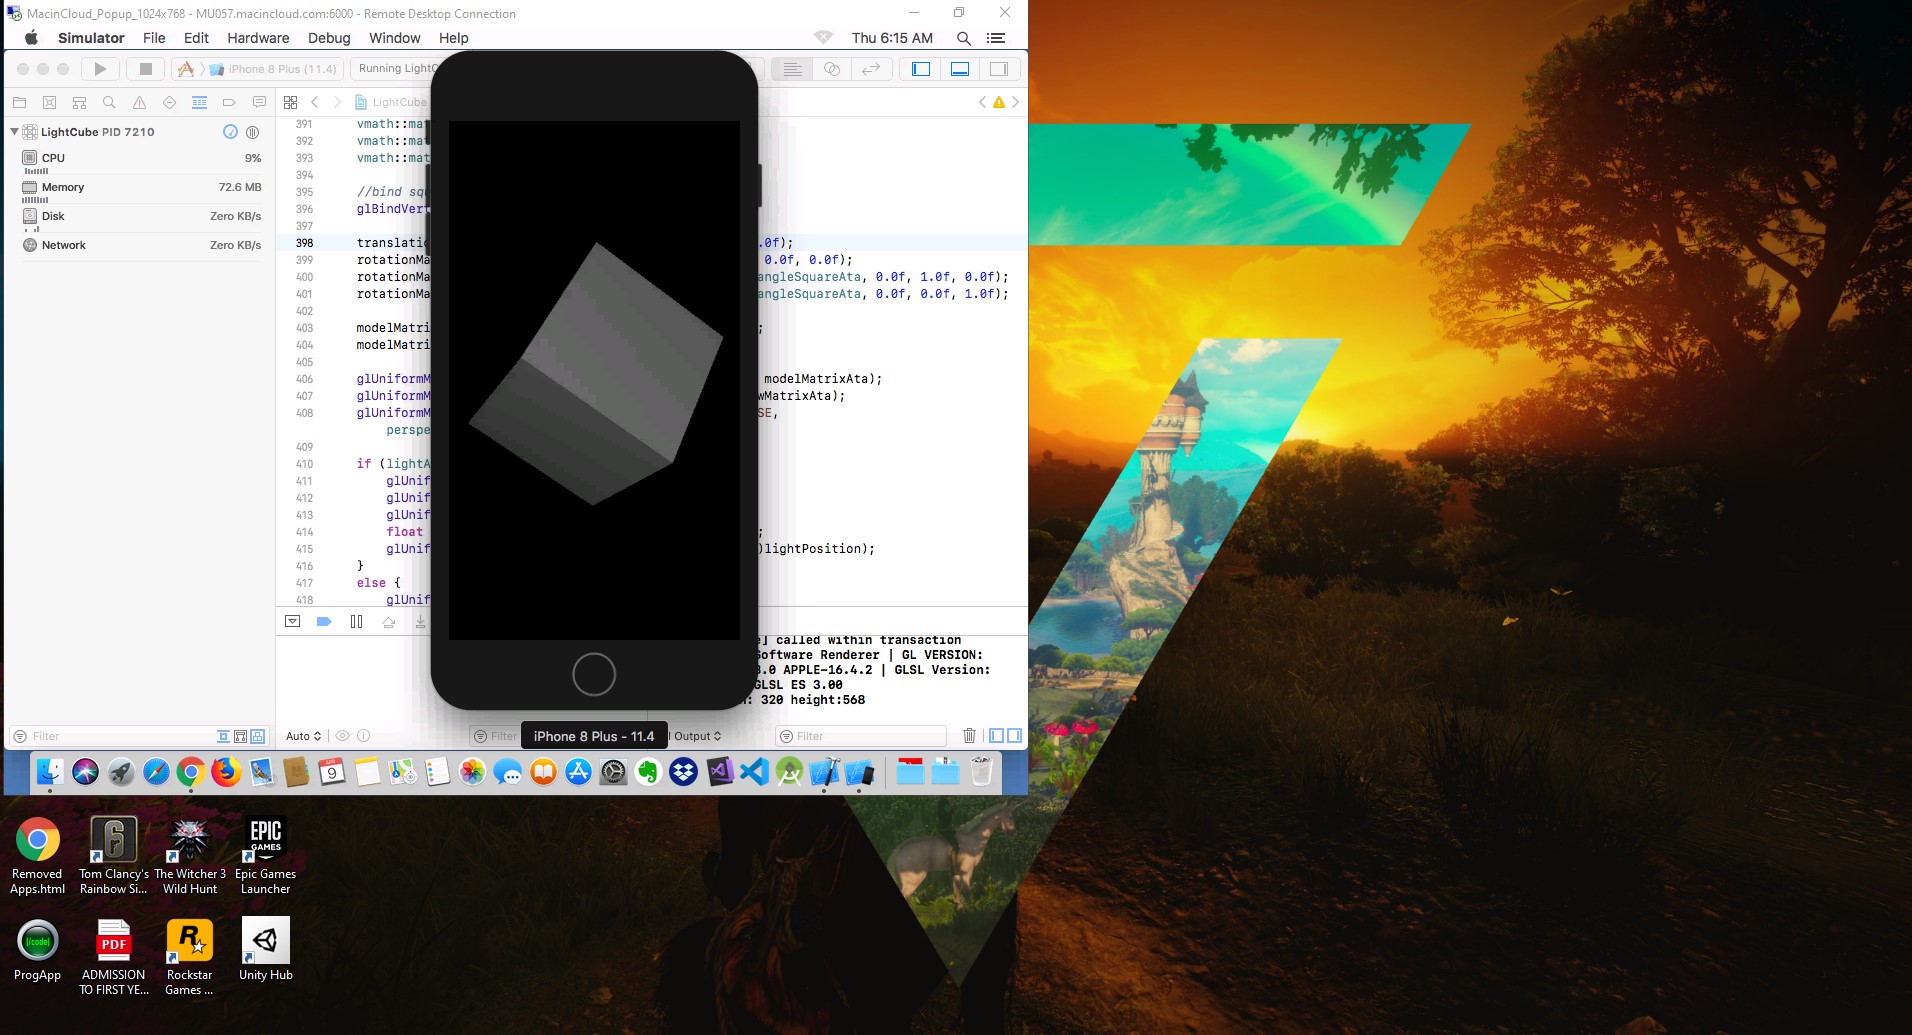 MacinCloud_Popup_1024x768 - MU057.macincloud.com:6000 - Remote Desktop Connection
Simulator File Edit Hardware Debug Window Help Thu 6:15 AM
iPhone 8 Plus (11.4) Running LightC
LightCube PID 7210
CPU 9%
Memory 72.6 MB
Disk Zero KB/s
Network Zero KB/s
Filter
LightCube
391 vmath::mat
392 vmath::mat
393 vmath::mat
394
395 //bind squ
396 glBindVert
397
398 translatio .0f);
399 rotationMa 0.0f, 0.0f);
400 rotationMa angleSquareAta, 0.0f, 1.0f, 0.0f);
401 rotationMa angleSquareAta, 0.0f, 0.0f, 1.0f);
402
403 modelMatri ;
404 modelMatri
405
406 glUniformM modelMatrixAta);
407 glUniformM wMatrixAta);
408 glUniformM SE,
perspe
409
410 if (lightA
411 glUnif
412 glUnif
413 glUnif
414 float ;
415 glUnif )lightPosition);
416 }
417 else {
418 glUnif
e] called within transaction
Software Renderer | GL VERSION:
3.0 APPLE-16.4.2 | GLSL Version:
GLSL ES 3.00
: 320 height:568
Auto Filter Output Filter
iPhone 8 Plus - 11.4
APR
9
EPIC
GAMES
Removed
Apps.html
Tom Clancy's
Rainbow Si...
The Witcher 3
Wild Hunt
Epic Games
Launcher
{/code}
PDF
R
ProgApp
ADMISSION
TO FIRST YE...
Rockstar
Games ...
Unity Hub